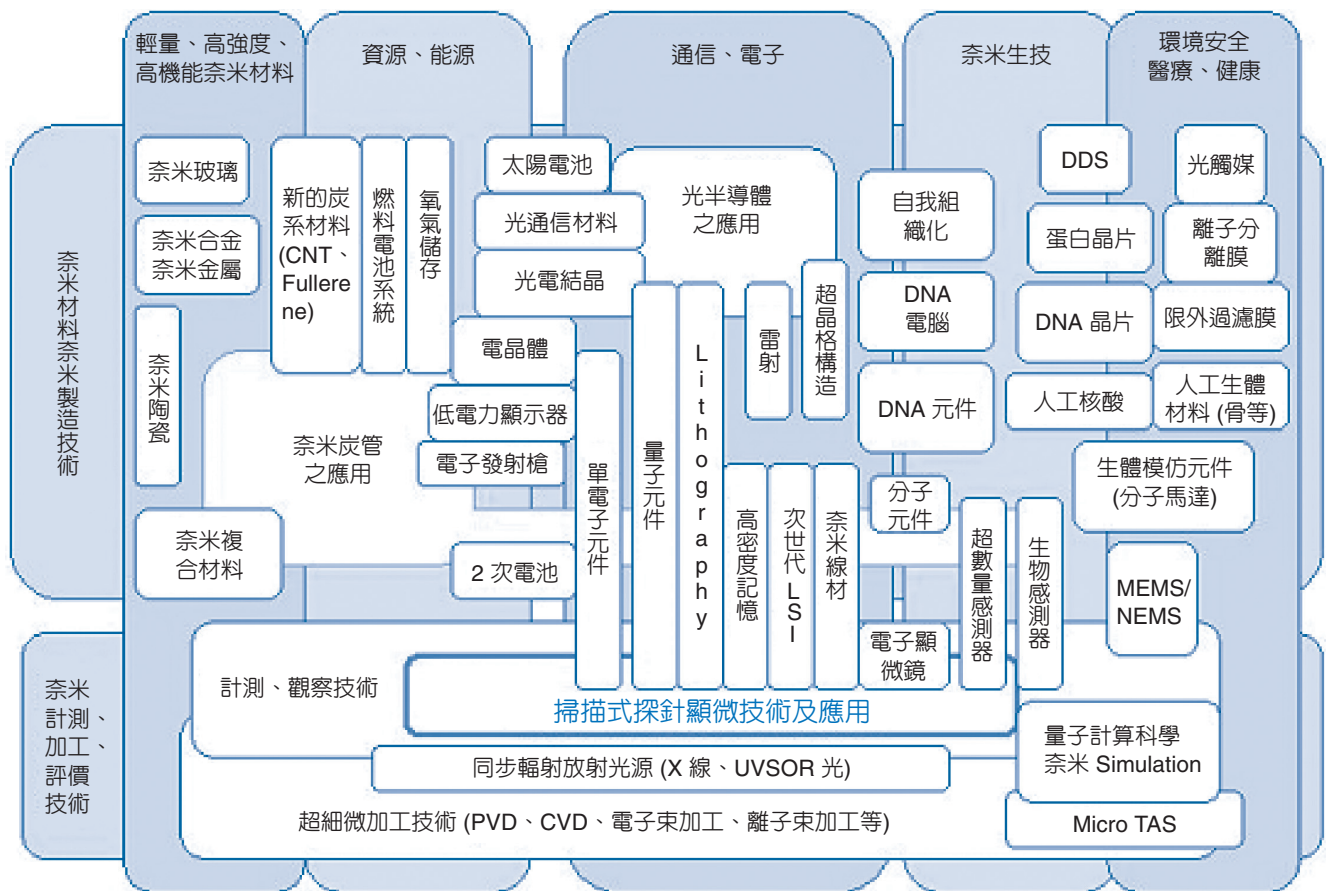 輕量、高強度、
高機能奈米材料
資源、能源
通信、電子
奈米生技
環境安全
醫療、健康
奈米材料奈米製造技術
奈米玻璃
奈米合金
奈米金屬
奈米陶瓷
奈米複
合材料
新的炭
系材料
(CNT、
Fullere
ne)
燃料電池系統
氧氣儲存
奈米炭管
之應用
太陽電池
光通信材料
光電結晶
電晶體
低電力顯示器
電子發射槍
2 次電池
光半導體
之應用
單電子元件
量子元件
Lithography
高密度記憶
雷射
次世代 LSI
超晶格構造
奈米線材
自我組
織化
DNA
電腦
DNA 元件
分子
元件
電子顯
微鏡
超數量感測器
生物感測器
DDS
蛋白晶片
DNA 晶片
人工核酸
光觸媒
離子分
離膜
限外過濾膜
人工生體
材料 (骨等)
生體模仿元件
(分子馬達)
MEMS/
NEMS
奈米
計測、
加工、
評價
技術
計測、觀察技術
掃描式探針顯微技術及應用
同步輻射放射光源 (X 線、UVSOR 光)
超細微加工技術 (PVD、CVD、電子束加工、離子束加工等)
量子計算科學
奈米 Simulation
Micro TAS